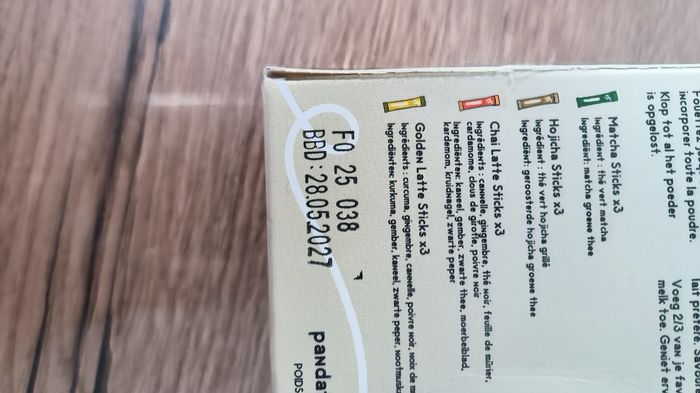 incorporer toute la poudre.
Klop tot al het poeder
is opgelost.
lait préféré.
Voeg 2/3 van je
melk toe. Geniet
Matcha Sticks x3
Ingrédient : thé vert matcha
Ingrediënt: matcha groene thee
Hojicha Sticks x3
Ingrédient : thé vert hojicha grillé
Ingrediënt: geroosterde hojicha groene thee
Chai Latte Sticks x3
Ingrédients : cannelle, gingembre, thé noir, feuille de mûrier,
cardamome, clous de girofle, poivre noir
Ingrediënten: kaneel, gember, zwarte thee, moerbeiblad,
kardemom, kruidnagel, zwarte peper
Golden Latte Sticks x3
Ingrédients : curcuma, gingembre, cannelle, poivre noir, noix de
Ingrediënten: kurkuma, gember, kaneel, zwarte peper,
FO 25 038
BBD:28.05.2027
panda
POIDS